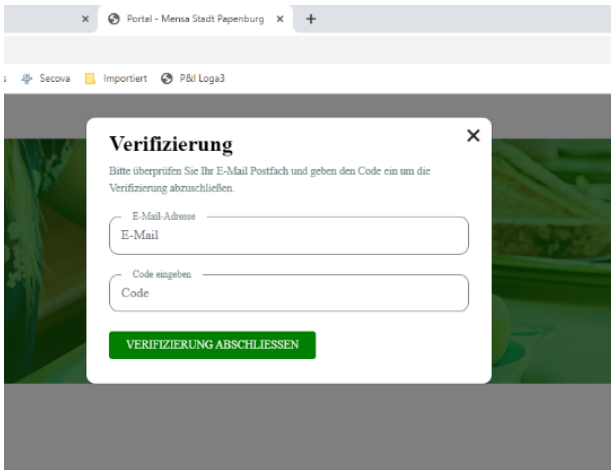 Portal - Mensa Stadt Papenburg
Secova Importiert P&I Loga3
Verifizierung
Bitte überprüfen Sie Ihr E-Mail Postfach und geben den Code ein um die
Verifizierung abzuschließen.
E-Mail-Adresse
E-Mail
Code eingeben
Code
VERIFIZIERUNG ABSCHLIESSEN